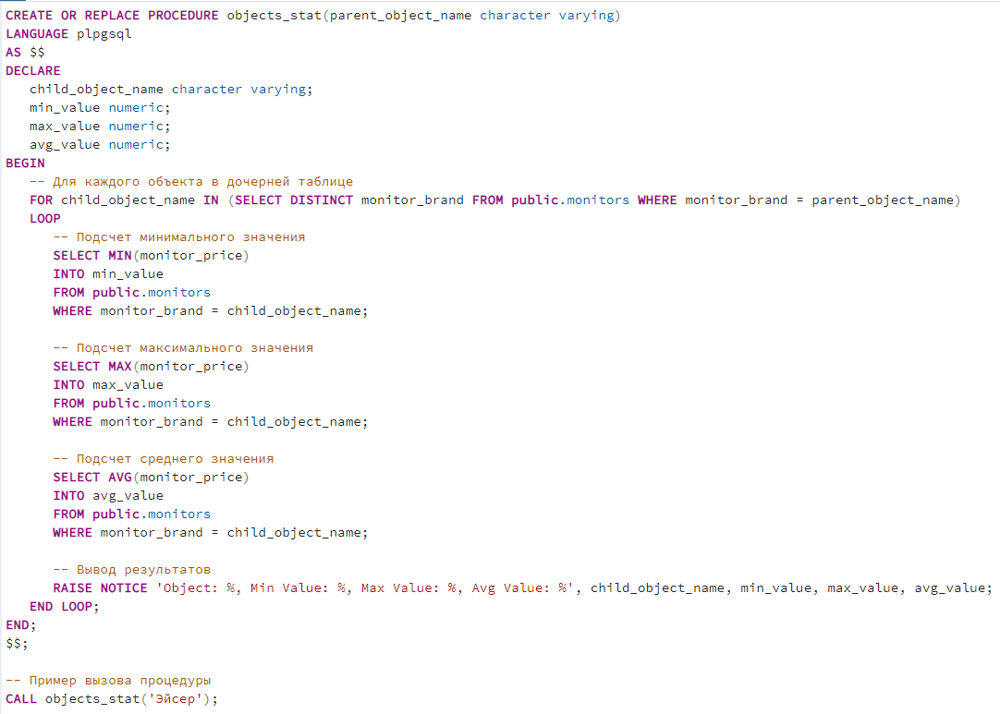 CREATE OR REPLACE PROCEDURE objects_stat(parent_object_name character varying)
LANGUAGE plpgsql
AS $$
DECLARE
   child_object_name character varying;
   min_value numeric;
   max_value numeric;
   avg_value numeric;
BEGIN
   -- Для каждого объекта в дочерней таблице
   FOR child_object_name IN (SELECT DISTINCT monitor_brand FROM public.monitors WHERE monitor_brand = parent_object_name)
   LOOP
      -- Подсчет минимального значения
      SELECT MIN(monitor_price)
      INTO min_value
      FROM public.monitors
      WHERE monitor_brand = child_object_name;

      -- Подсчет максимального значения
      SELECT MAX(monitor_price)
      INTO max_value
      FROM public.monitors
      WHERE monitor_brand = child_object_name;

      -- Подсчет среднего значения
      SELECT AVG(monitor_price)
      INTO avg_value
      FROM public.monitors
      WHERE monitor_brand = child_object_name;

      -- Вывод результатов
      RAISE NOTICE 'Object: %, Min Value: %, Max Value: %, Avg Value: %', child_object_name, min_value, max_value, avg_value;
   END LOOP;
END;
$$;

-- Пример вызова процедуры
CALL objects_stat('Эйсер');